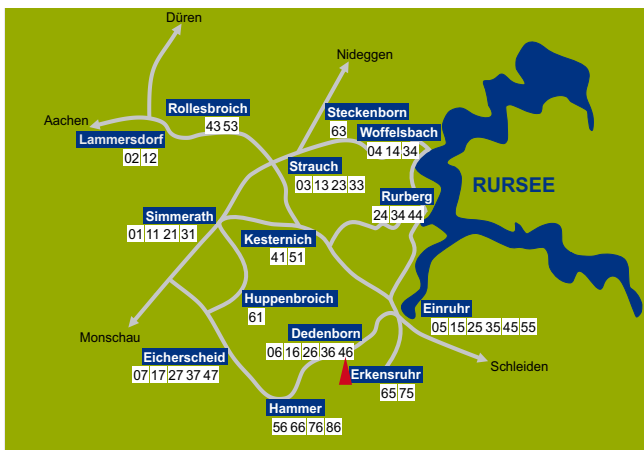 Düren
Nideggen
Aachen
Rollesbroich
43 53
Steckenborn
63
Lammersdorf
02 12
Woffelsbach
04 14 34
Strauch
03 13 23 33
RURSEE
Rurberg
24 34 44
Simmerath
01 11 21 31
Kesternich
41 51
Huppenbroich
61
Einruhr
05 15 25 35 45 55
Monschau
Dedenborn
06 16 26 36 46
Eicherscheid
07 17 27 37 47
Schleiden
Erkensruhr
65 75
Hammer
56 66 76 86